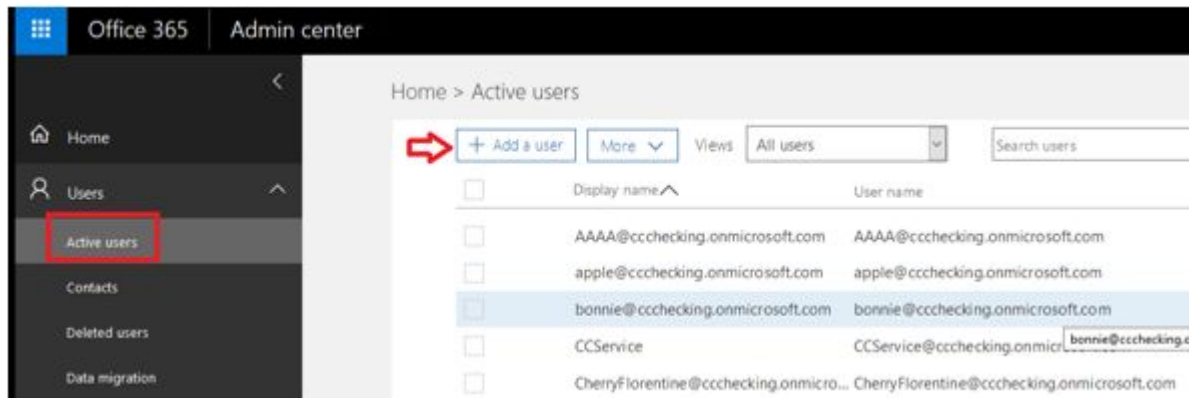 Office 365 Admin center
Home > Active users
Home
+ Add a user More Views All users Search users
Users
Display name User name
Active users
AAAA@ccchecking.onmicrosoft.com AAAA@ccchecking.onmicrosoft.com
apple@ccchecking.onmicrosoft.com apple@ccchecking.onmicrosoft.com
Contacts
bonnie@ccchecking.onmicrosoft.com bonnie@ccchecking.onmicrosoft.com
Deleted users
bonnie@ccchecking.
CCService CCService@ccchecking.onmicr
Data migration
CherryFlorentine@ccchecking.onmicro... CherryFlorentine@ccchecking.onmicrosoft.com